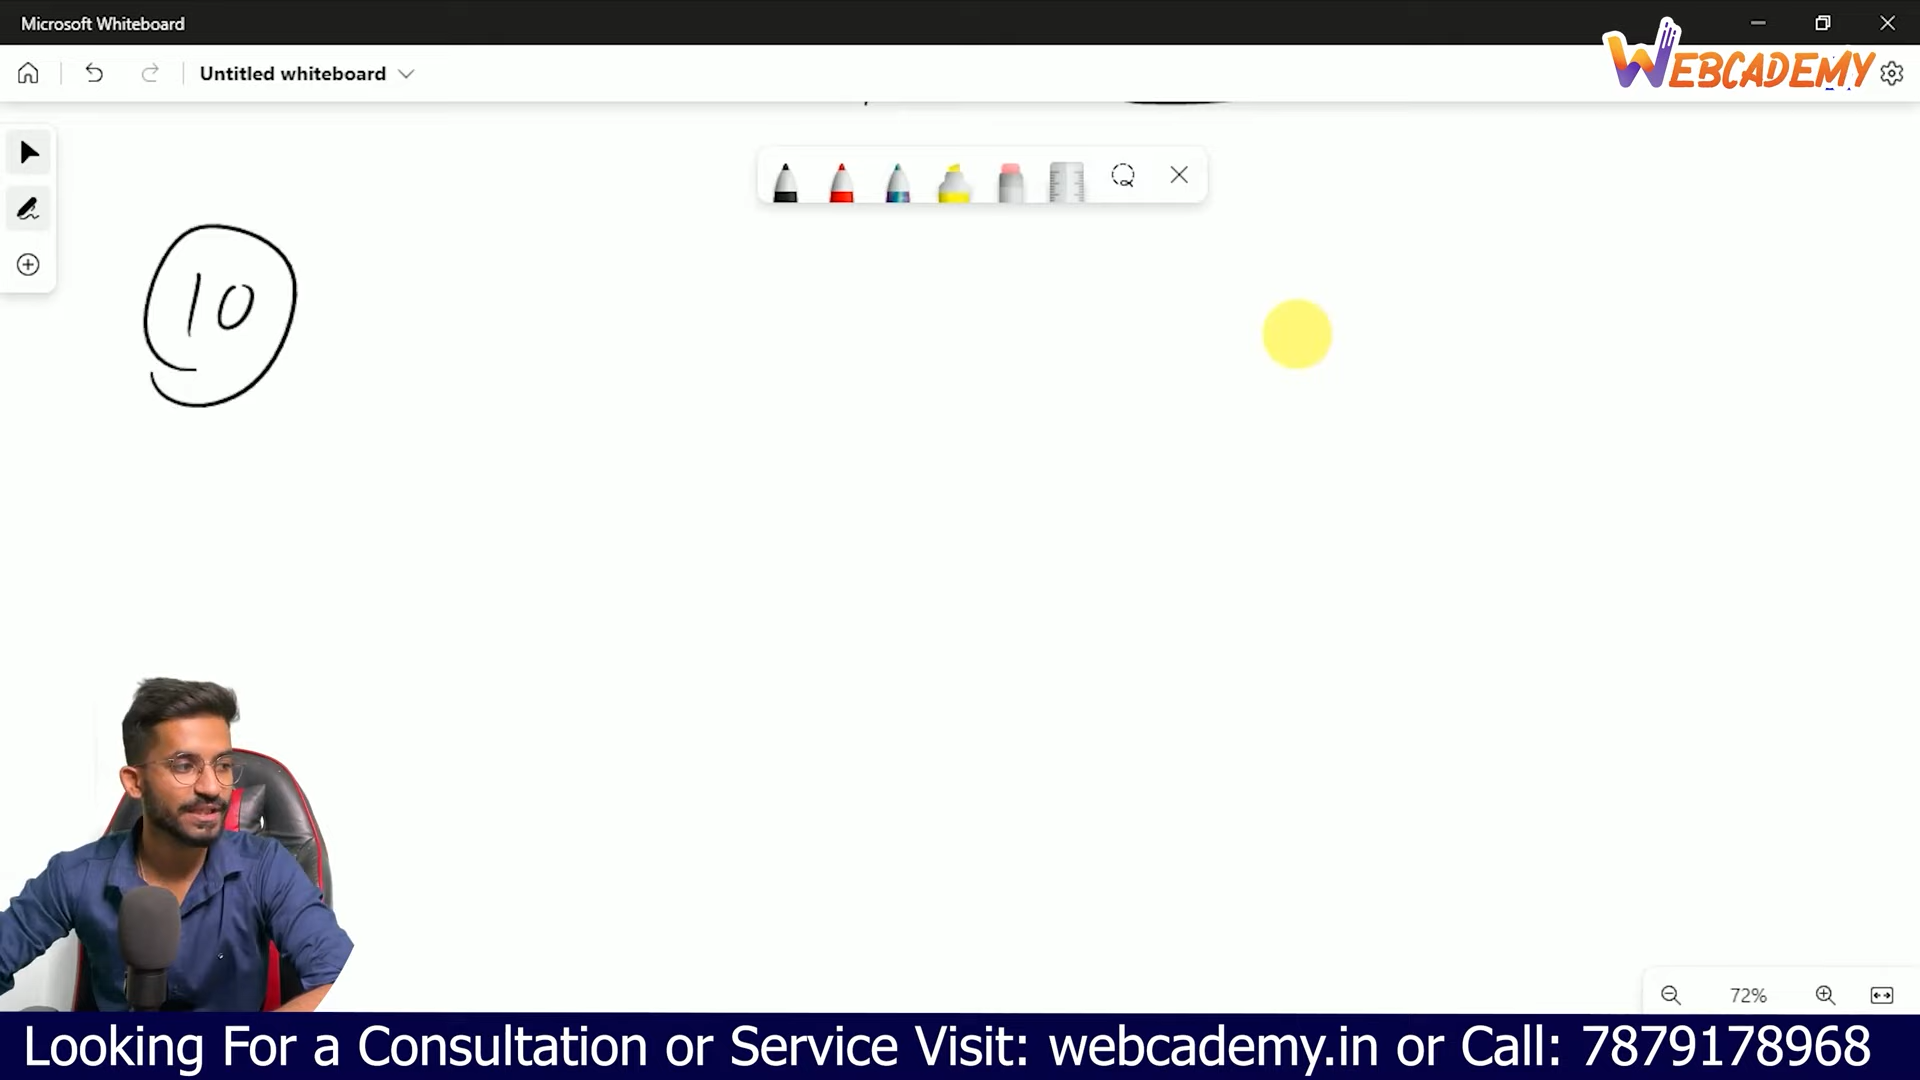 Microsoft Whiteboard
WEBCADEMY
Untitled whiteboard
10
72%
Looking For a Consultation or Service Visit: webcademy.in or Call: 7879178968